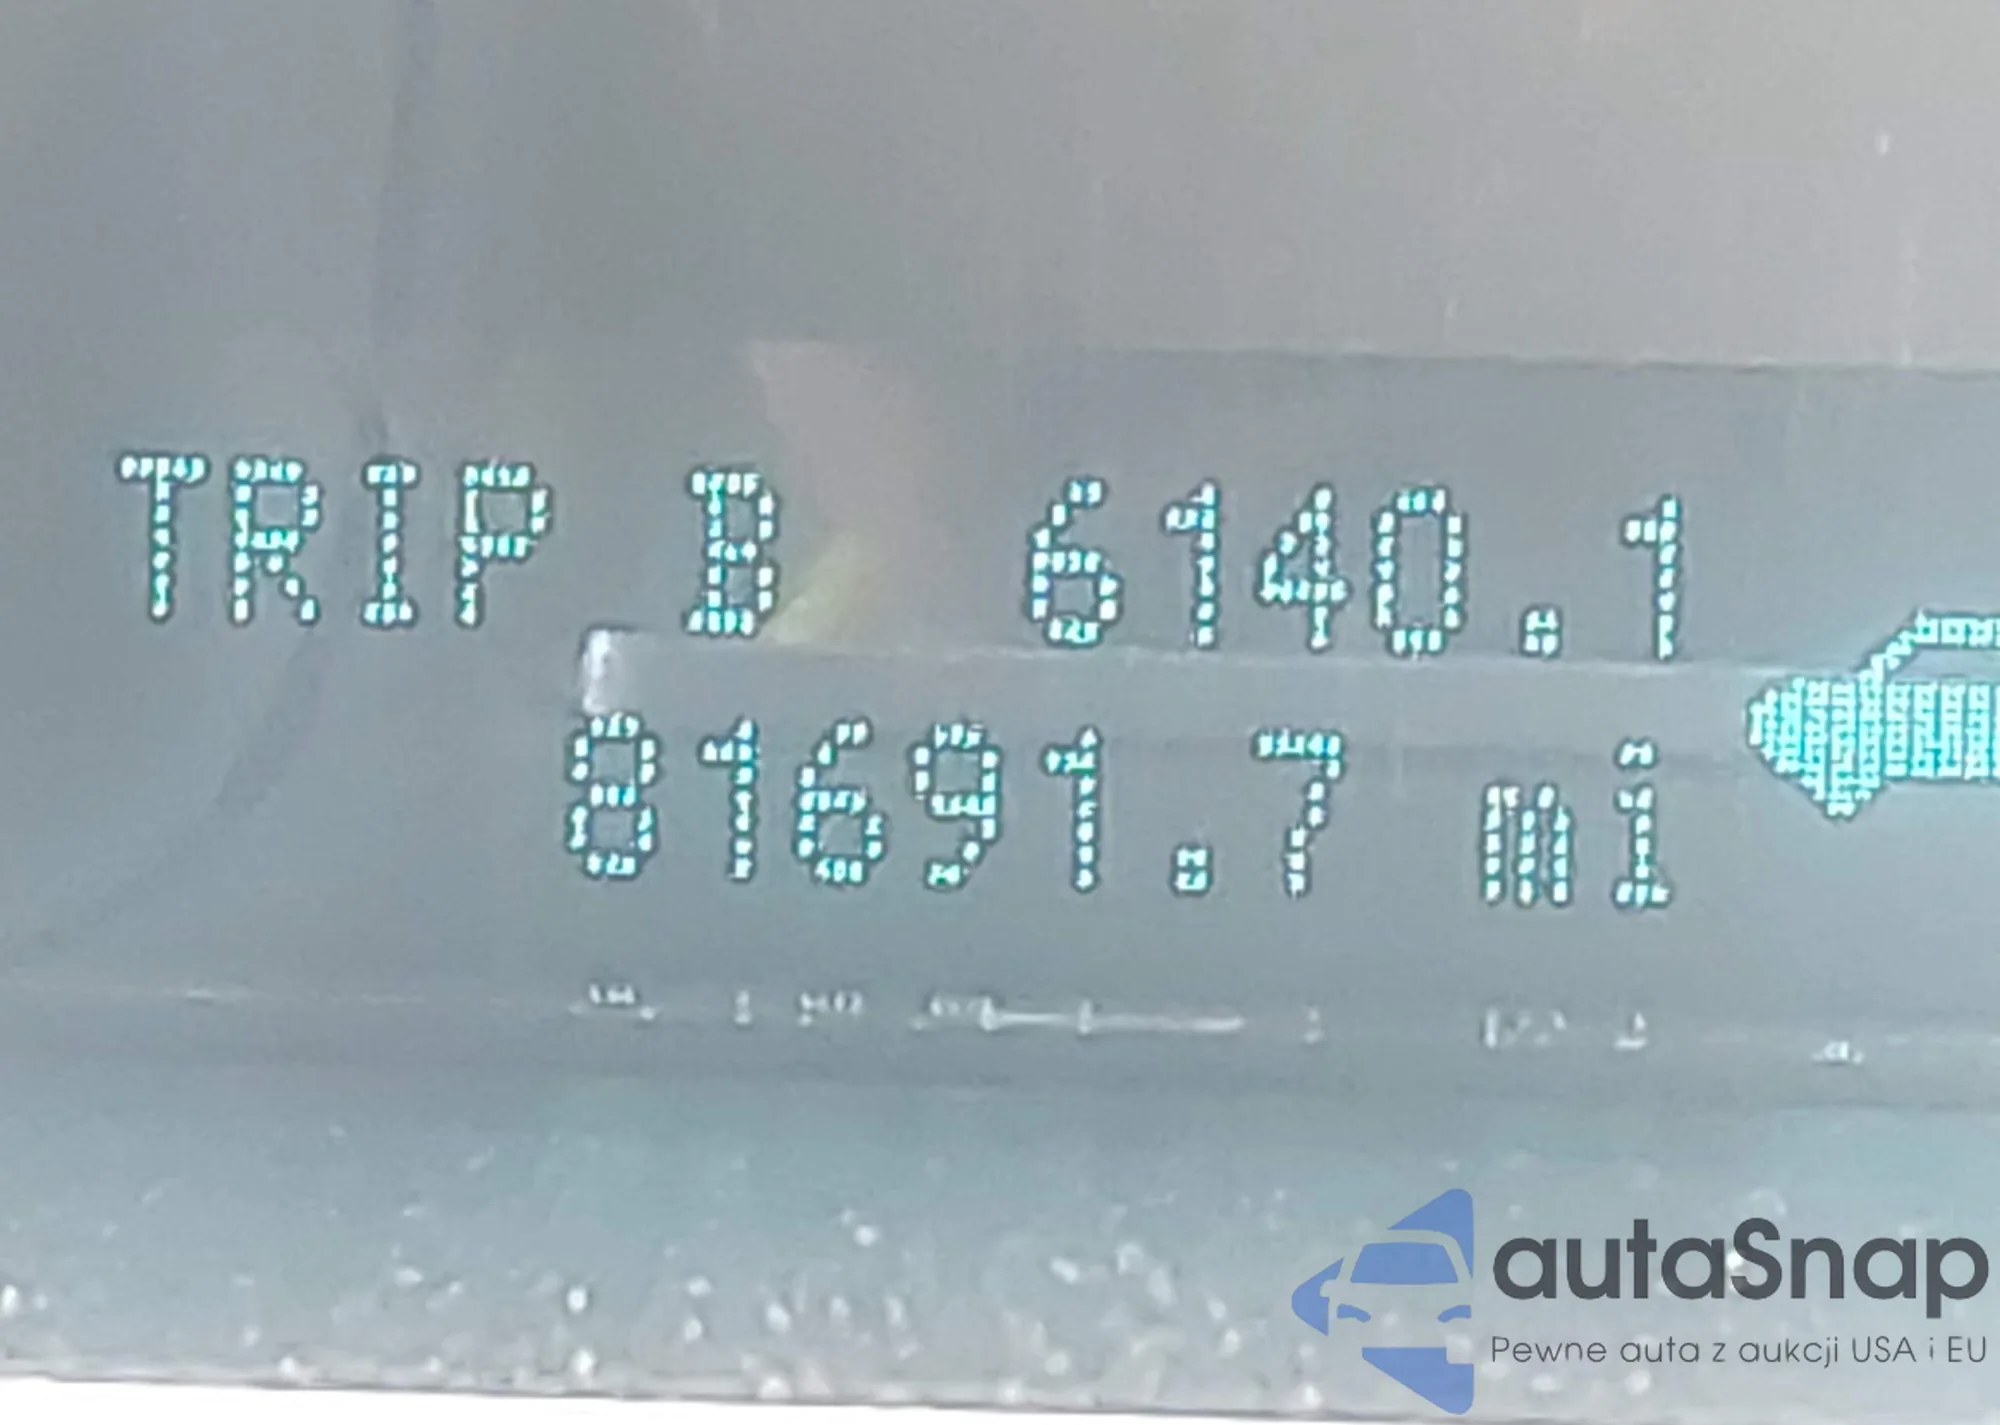 TRIP B 6140.1
81691.7 mi
autaSnap
Pewne auta z aukcji USA i EU